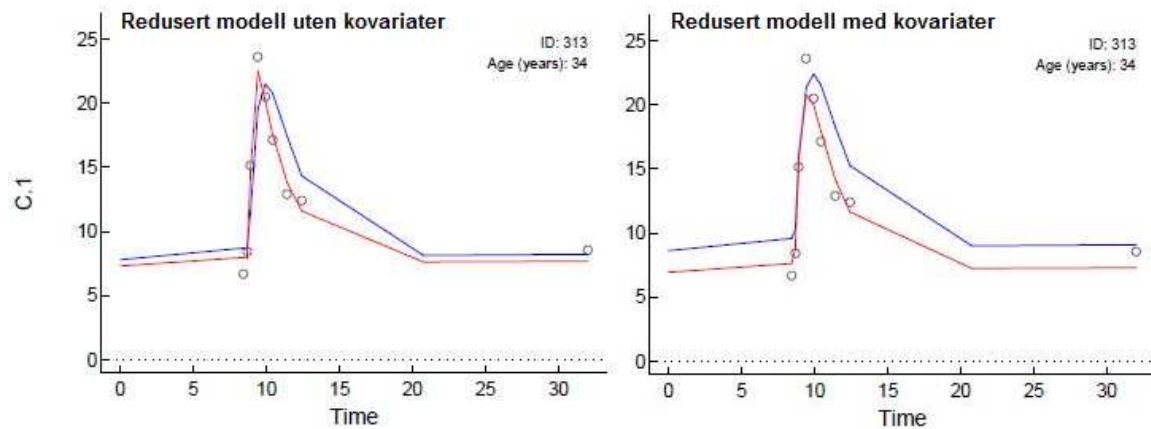 Redusert modell uten kovariater
ID: 313
Age (years): 34
25
20
15
10
5
0
C.1
0 5 10 15 20 25 30
Time
Redusert modell med kovariater
ID: 313
Age (years): 34
25
20
15
10
5
0
0 5 10 15 20 25 30
Time